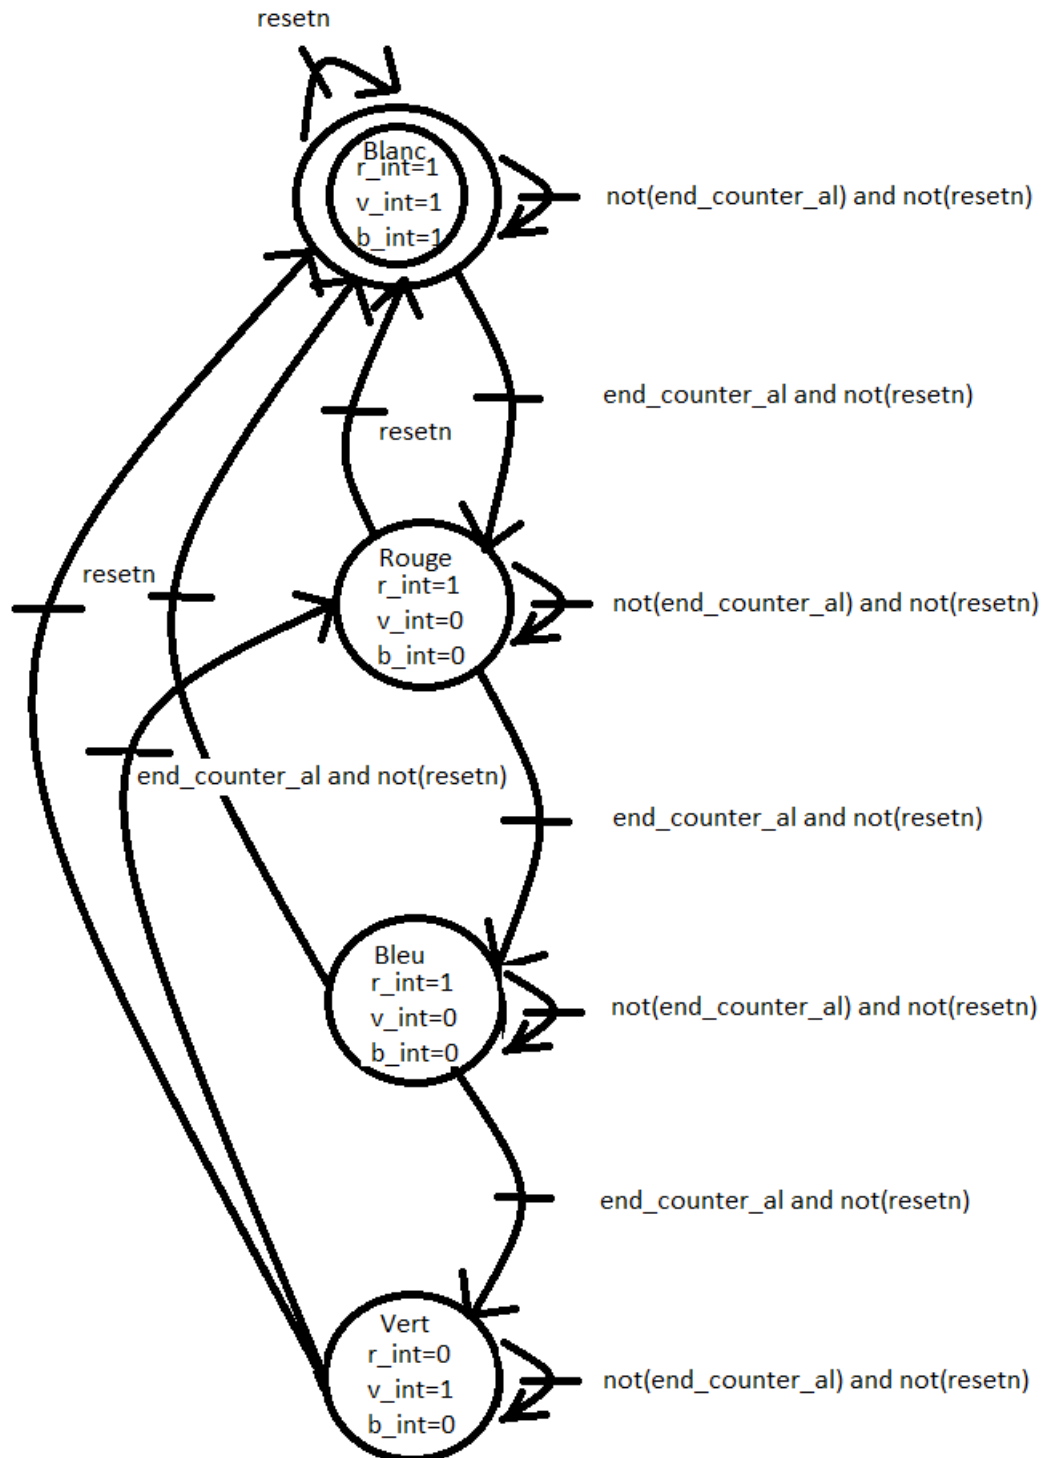 resetn
Blanc
r_int=1
v_int=1
b_int=1
not(end_counter_al) and not(resetn)
end_counter_al and not(resetn)
resetn
Rouge
r_int=1
v_int=0
b_int=0
not(end_counter_al) and not(resetn)
resetn
end_counter_al and not(resetn)
end_counter_al and not(resetn)
Bleu
r_int=1
v_int=0
b_int=0
not(end_counter_al) and not(resetn)
end_counter_al and not(resetn)
Vert
r_int=0
v_int=1
b_int=0
not(end_counter_al) and not(resetn)